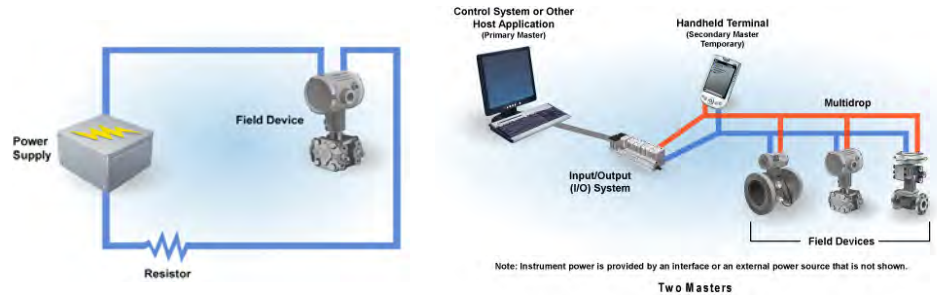 Power
Supply
Field Device
Resistor
Control System or Other
Host Application
(Primary Master)
Handheld Terminal
(Secondary Master
Temporary)
Multidrop
Input/Output
(I/O) System
Field Devices
Note: Instrument power is provided by an interface or an external power source that is not shown.
Two Masters